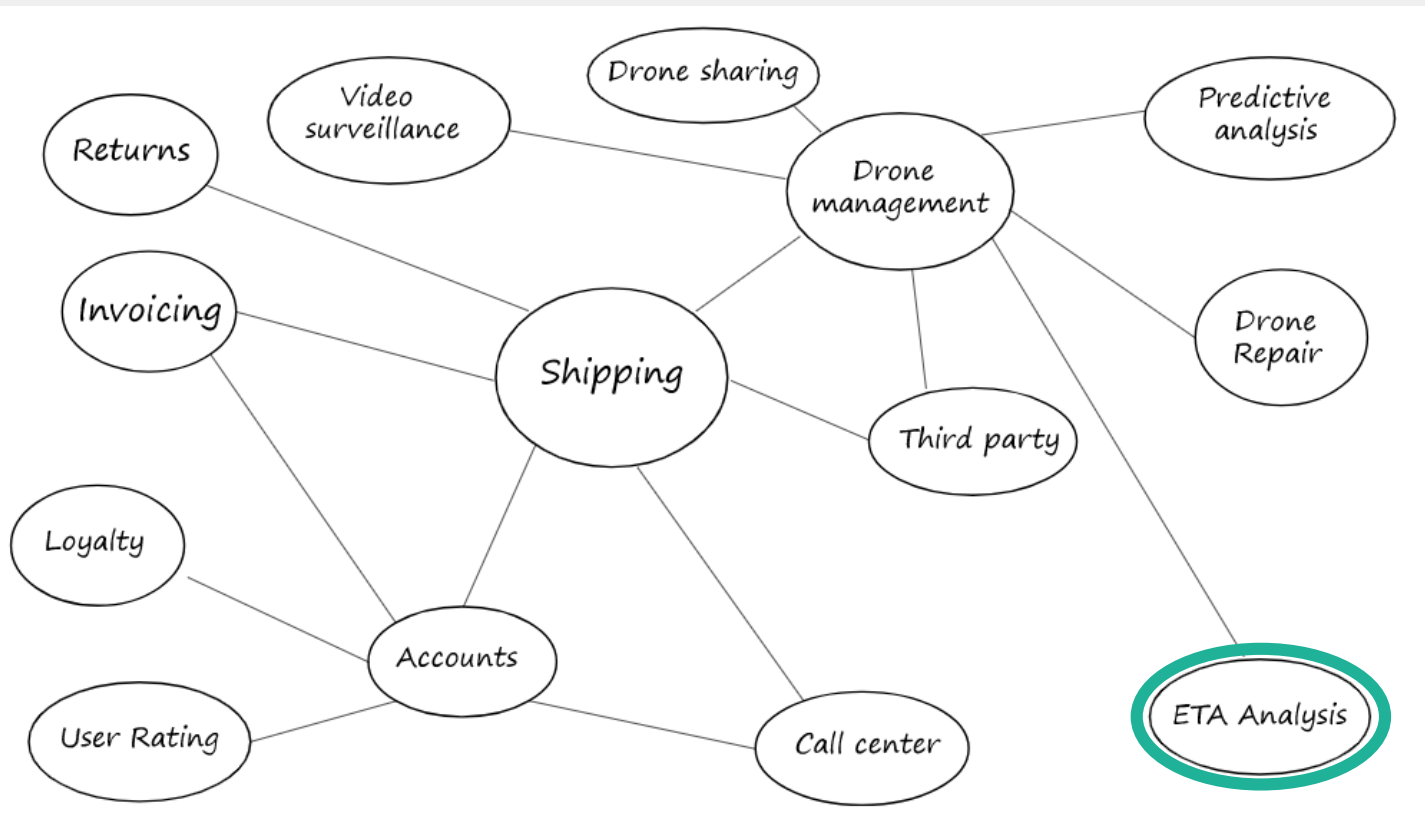 Drone sharing
Video
surveillance
Predictive
analysis
Returns
Drone
management
Invoicing
Drone
Repair
Shipping
Third party
Loyalty
Accounts
User Rating
Call center
ETA Analysis